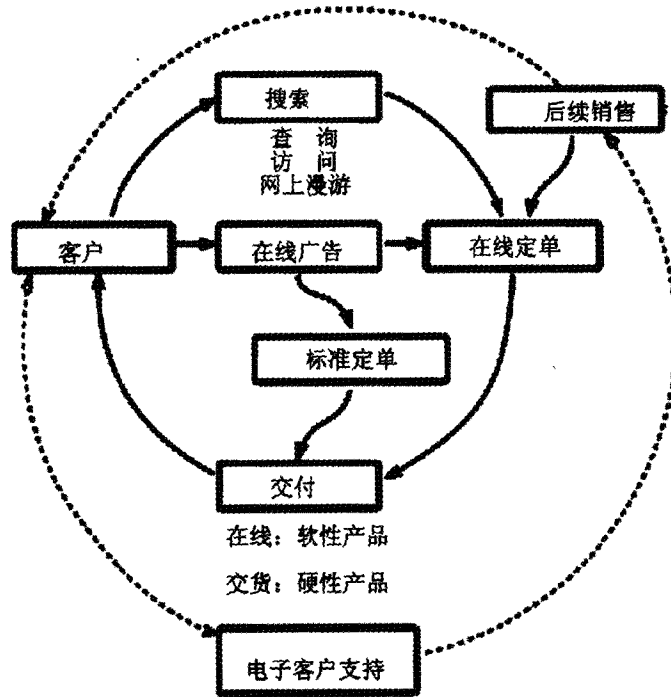 搜索
后续销售
查 询
访 问
网上漫游
客户
在线广告
在线定单
标准定单
交付
在线：软性产品
交货：硬性产品
电子客户支持